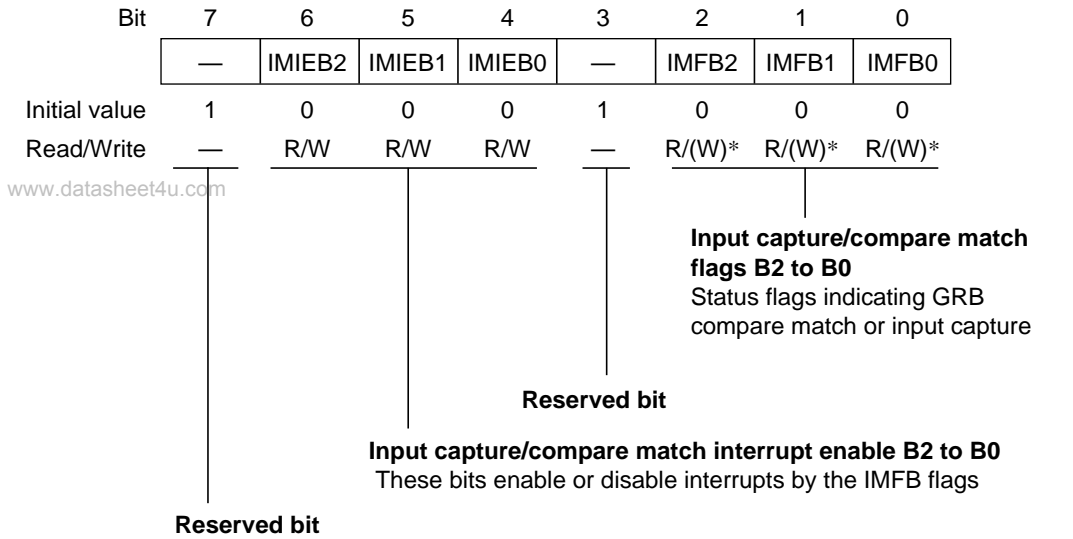 Bit 7 6 5 4 3 2 1 0
— IMIEB2 IMIEB1 IMIEB0 — IMFB2 IMFB1 IMFB0
Initial value 1 0 0 0 1 0 0 0
Read/Write — R/W R/W R/W — R/(W)* R/(W)* R/(W)*
www.datasheet4u.com
Input capture/compare match
flags B2 to B0
Status flags indicating GRB
compare match or input capture
Reserved bit
Input capture/compare match interrupt enable B2 to B0
These bits enable or disable interrupts by the IMFB flags
Reserved bit